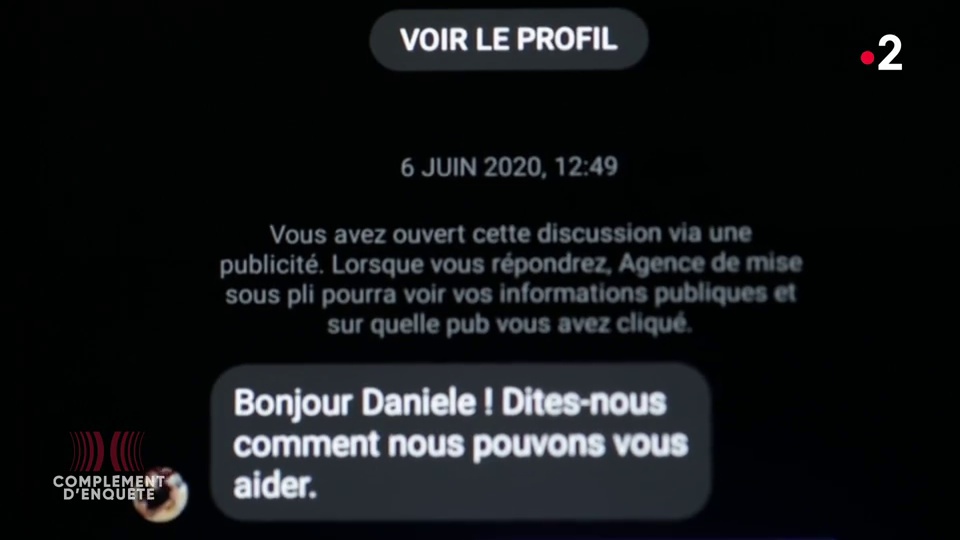 VOIR LE PROFIL
2
6 JUIN 2020, 12:49
Vous avez ouvert cette discussion via une
publicité. Lorsque vous répondrez, Agence de mise
sous pli pourra voir vos informations publiques et
sur quelle pub vous avez cliqué.
Bonjour Daniele ! Dites-nous
comment nous pouvons vous
aider.
COMPLÉMENT
D'ENQUÊTE